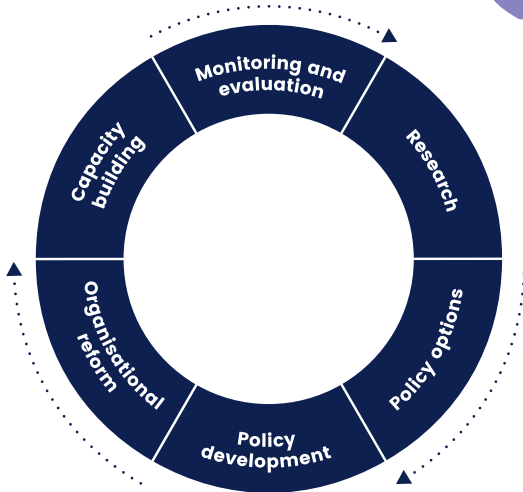 Monitoring and
evaluation
Research
Policy options
Policy
development
Organisational
reform
Capacity
building